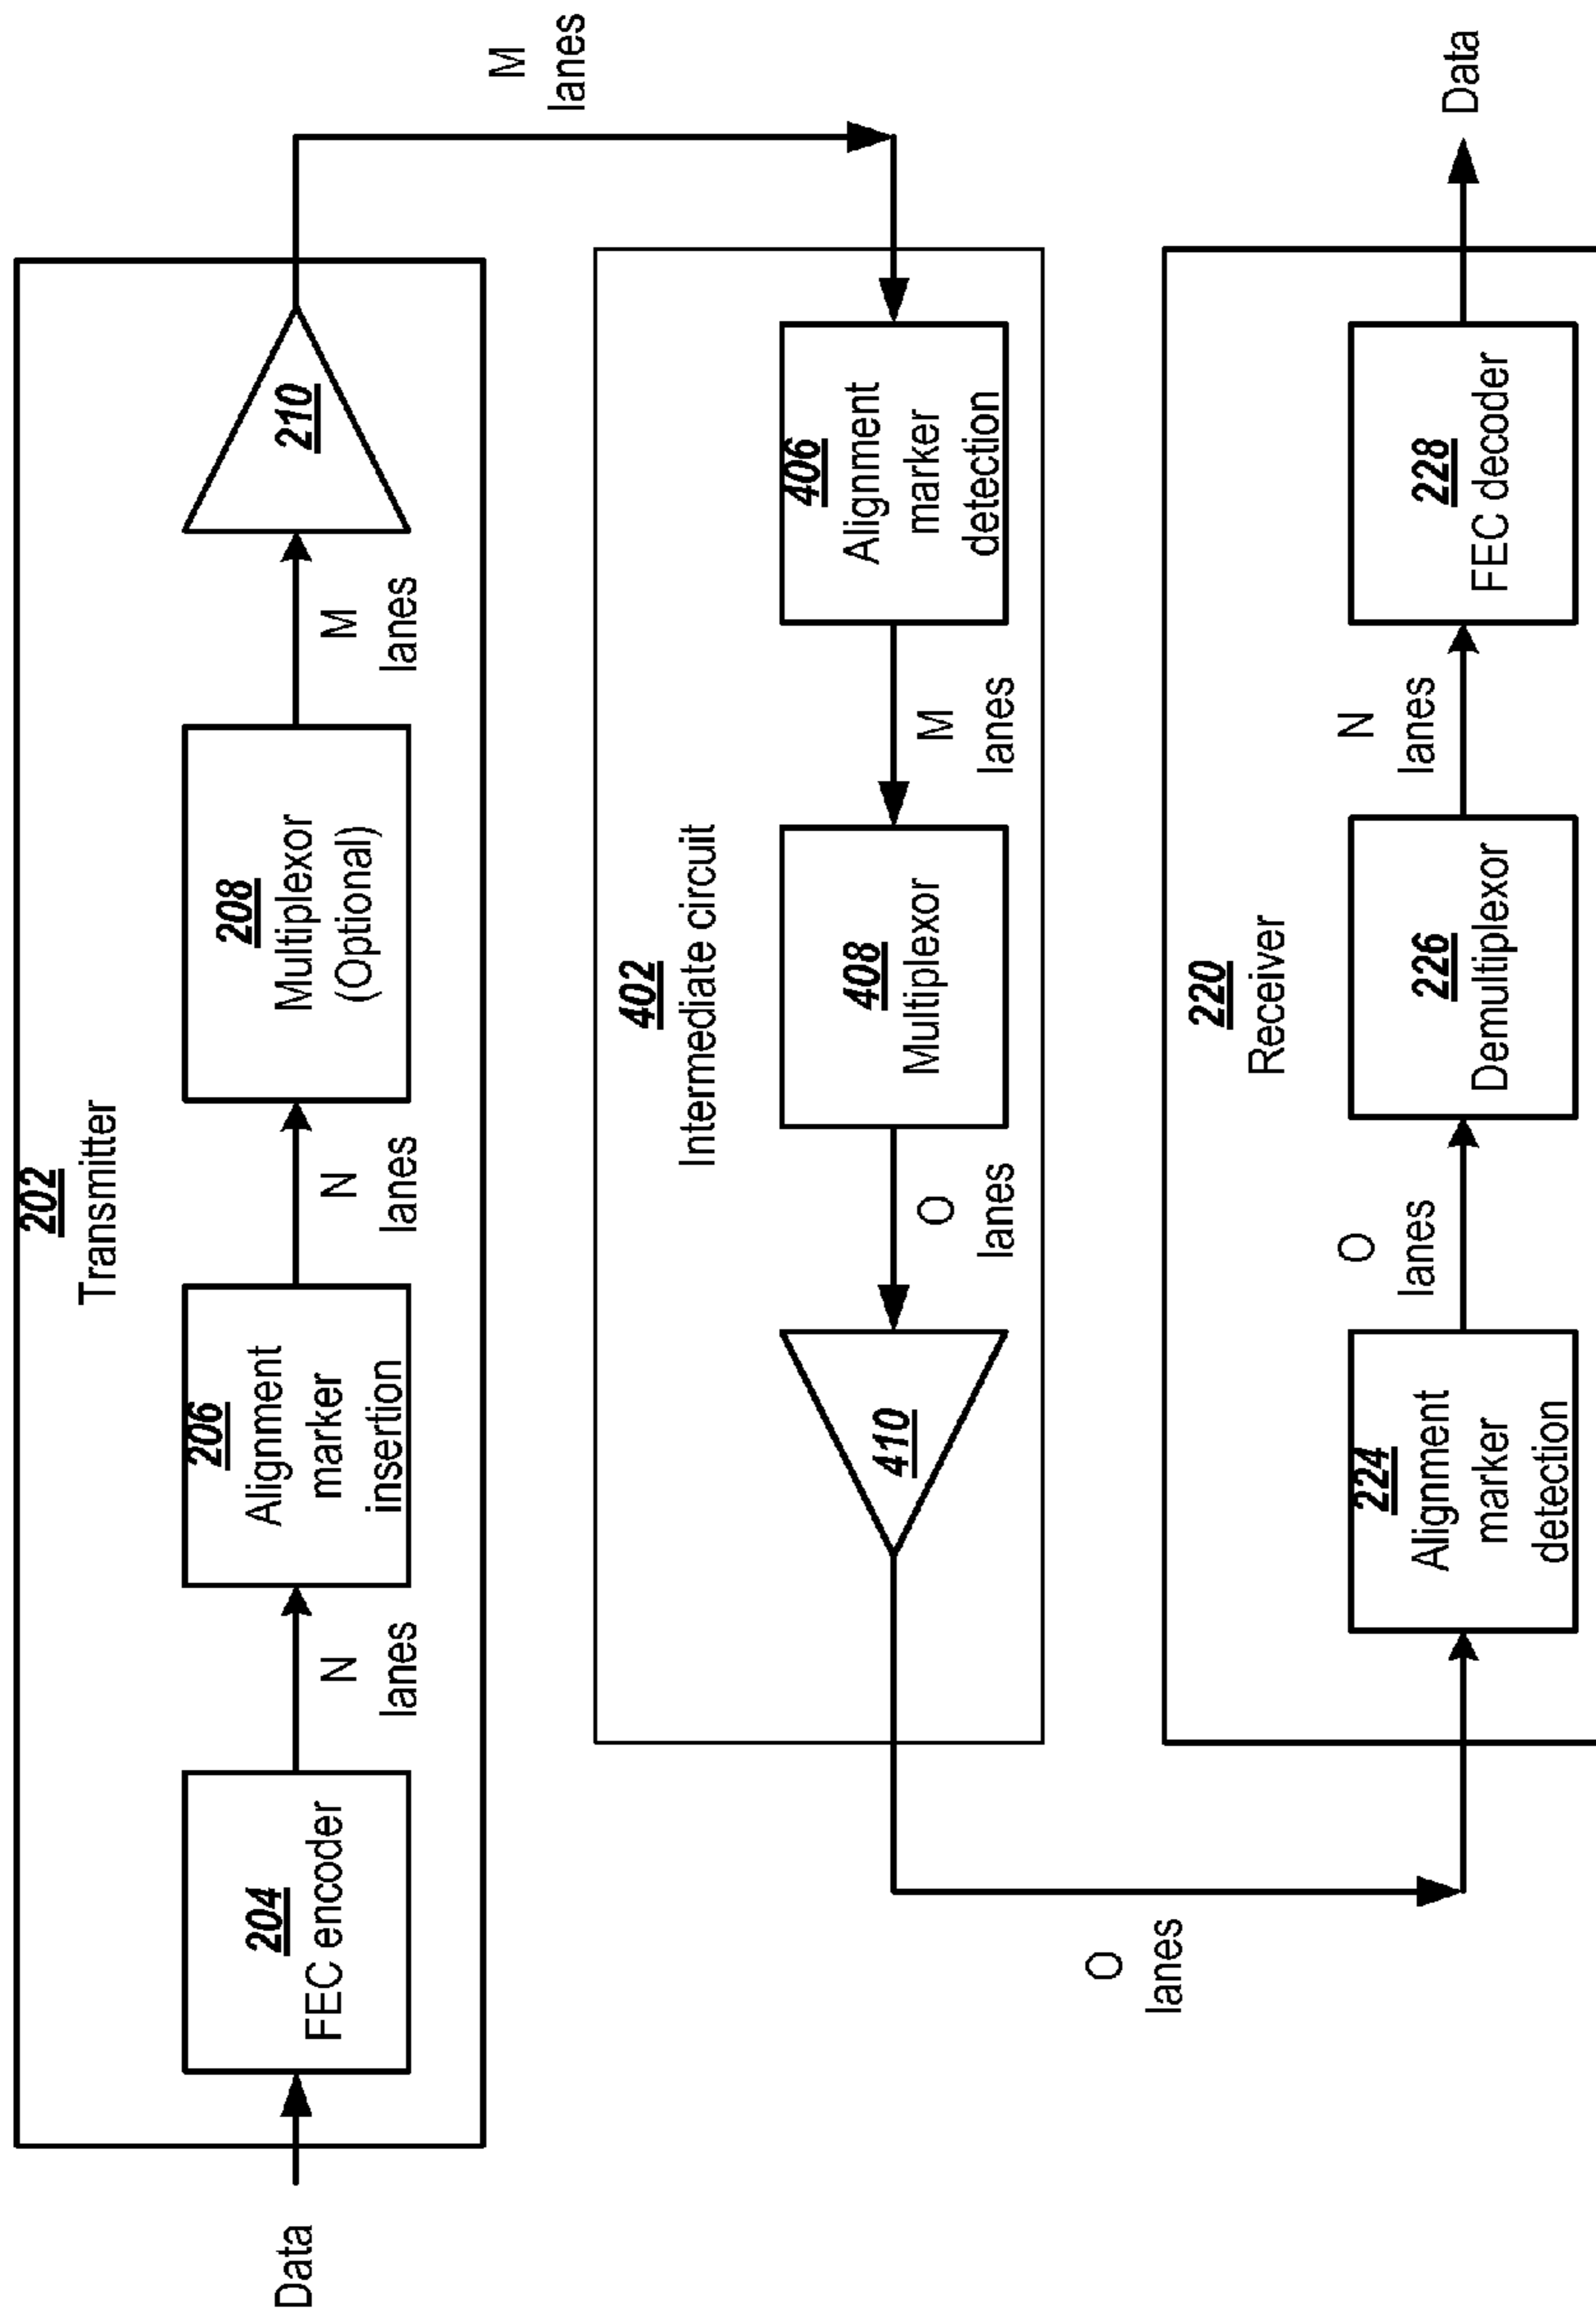 202
Transmitter
Data
204
FEC encoder
N
lanes
206
Alignment
marker
insertion
N
lanes
208
Multiplexor
(Optional)
M
lanes
210
M
lanes
402
Intermediate circuit
406
Alignment
marker
detection
M
lanes
408
Multiplexor
O
lanes
410
O
lanes
220
Receiver
224
Alignment
marker
detection
O
lanes
226
Demultiplexor
N
lanes
228
FEC decoder
Data